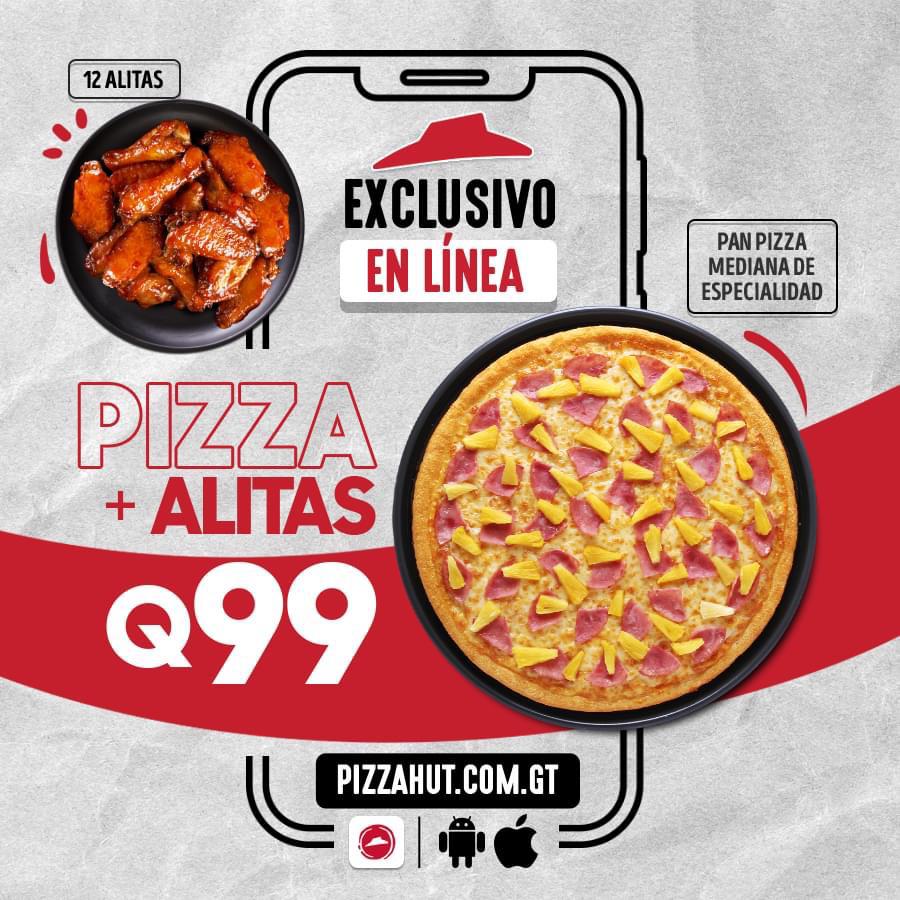 12 ALITAS
EXCLUSIVO
EN LÍNEA
PAN PIZZA
MEDIANA DE
ESPECIALIDAD
PIZZA
+ ALITAS
Q99
PIZZAHUT.COM.GT